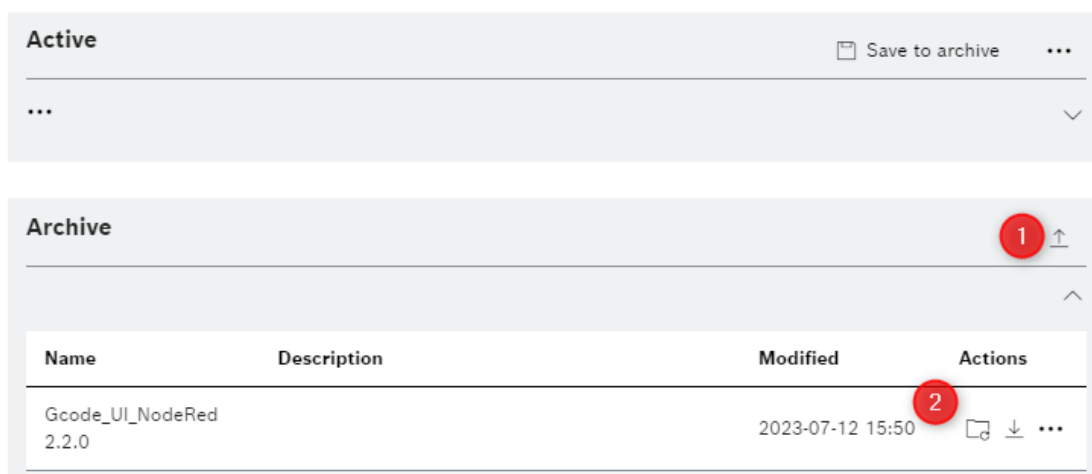 Active
Save to archive •••
•••
Archive
1
Name Description Modified Actions
2
Gcode_UI_NodeRed
2.2.0
2023-07-12 15:50 •••